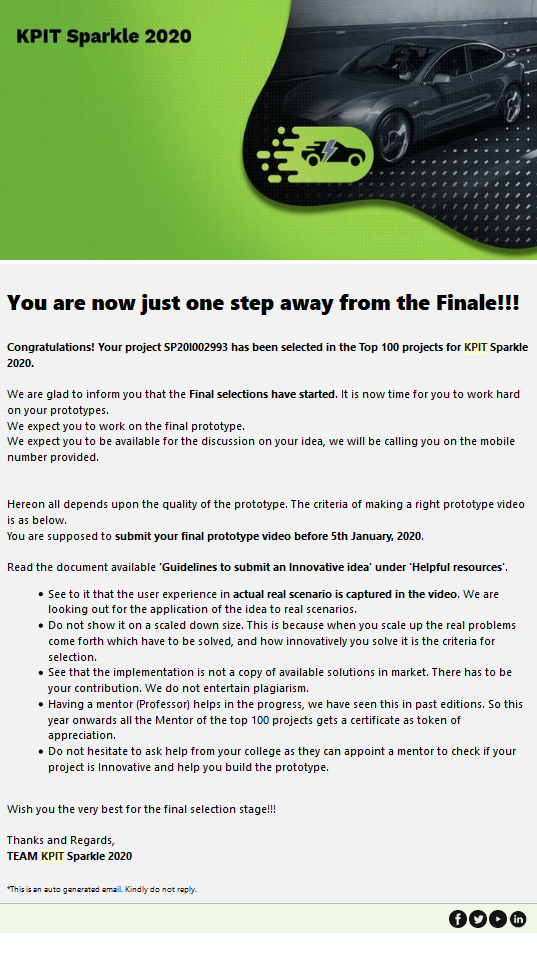 KPIT Sparkle 2020
You are now just one step away from the Finale!!!
Congratulations! Your project SP20I002993 has been selected in the Top 100 projects for KPIT Sparkle
2020.
We are glad to inform you that the Final selections have started. It is now time for you to work hard
on your prototypes.
We expect you to work on the final prototype.
We expect you to be available for the discussion on your idea, we will be calling you on the mobile
number provided.
Hereon all depends upon the quality of the prototype. The criteria of making a right prototype video
is as below.
You are supposed to submit your final prototype video before 5th January, 2020.
Read the document available 'Guidelines to submit an Innovative idea' under 'Helpful resources'.
• See to it that the user experience in actual real scenario is captured in the video. We are
looking out for the application of the idea to real scenarios.
• Do not show it on a scaled down size. This is because when you scale up the real problems
come forth which have to be solved, and how innovatively you solve it is the criteria for
selection.
• See that the implementation is not a copy of available solutions in market. There has to be
your contribution. We do not entertain plagiarism.
• Having a mentor (Professor) helps in the progress, we have seen this in past editions. So this
year onwards all the Mentor of the top 100 projects gets a certificate as token of
appreciation.
• Do not hesitate to ask help from your college as they can appoint a mentor to check if your
project is Innovative and help you build the prototype.
Wish you the very best for the final selection stage!!!
Thanks and Regards,
TEAM KPIT Sparkle 2020
*This is an auto generated email. Kindly do not reply.